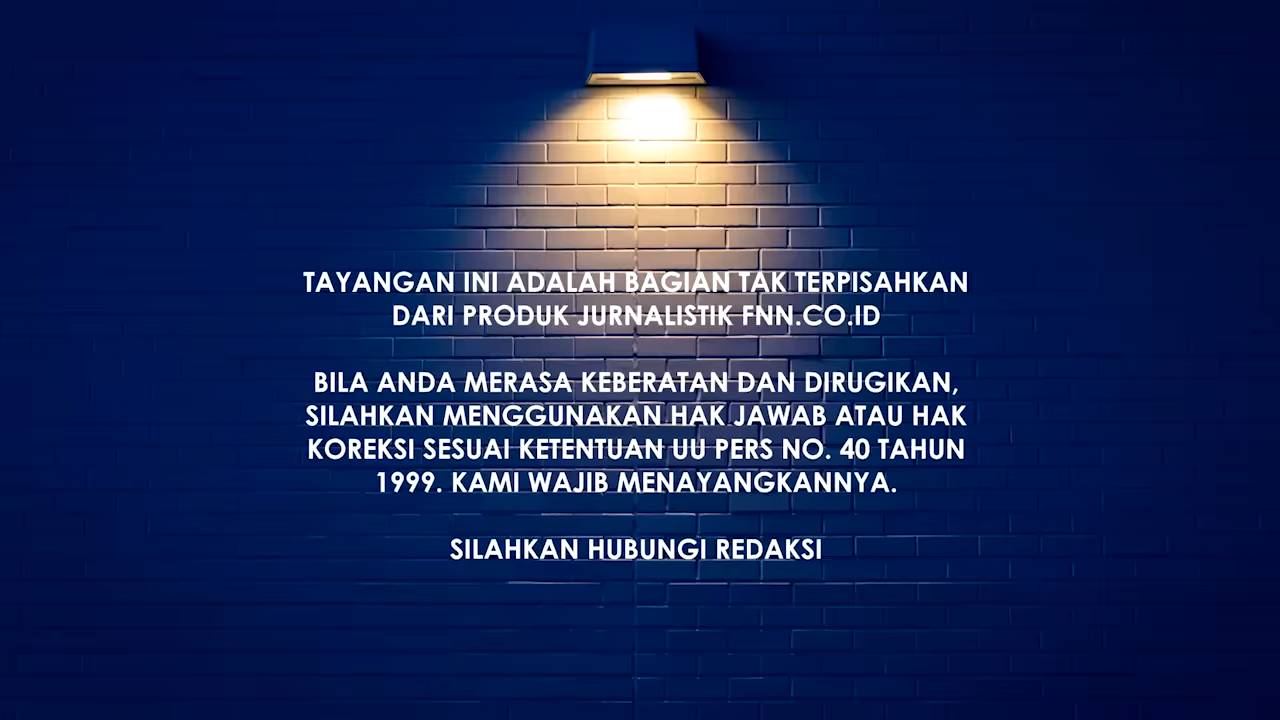 TAYANGAN INI ADALAH BAGIAN TAK TERPISAHKAN
DARI PRODUK JURNALISTIK FNN.CO.ID
BILA ANDA MERASA KEBERATAN DAN DIRUGIKAN,
SILAHKAN MENGGUNAKAN HAK JAWAB ATAU HAK
KOREKSI SESUAI KETENTUAN UU PERS NO. 40 TAHUN
1999. KAMI WAJIB MENAYANGKANNYA.
SILAHKAN HUBUNGI REDAKSI